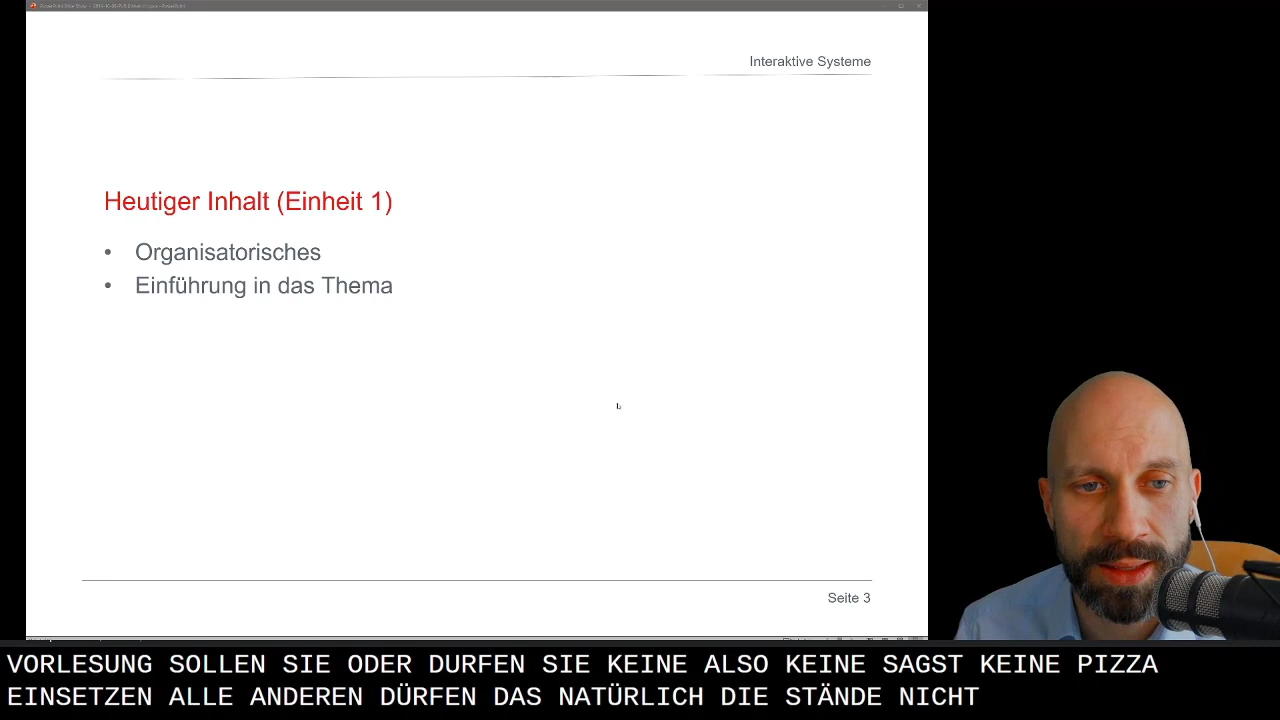 Interaktive Systeme
Heutiger Inhalt (Einheit 1)
• Organisatorisches
• Einführung in das Thema
Seite 3
VORLESUNG SOLLEN SIE ODER DURFEN SIE KEINE ALSO KEINE SAGST KEINE PIZZA
EINSETZEN ALLE ANDEREN DÜRFEN DAS NATÜRLICH DIE STÄNDE NICHT